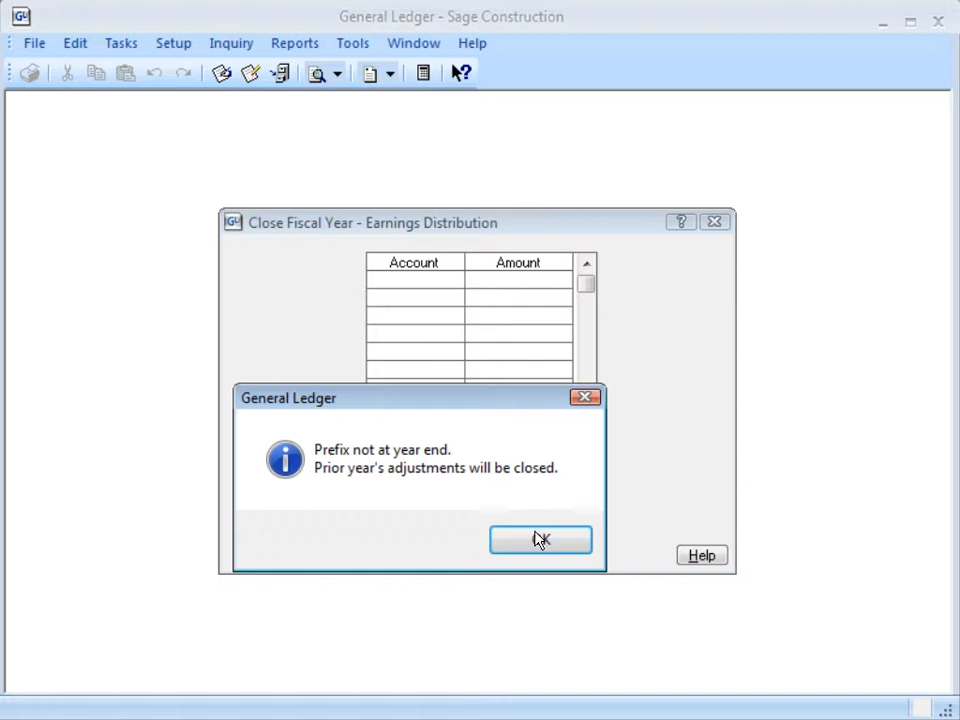 General Ledger - Sage Construction
File Edit Tasks Setup Inquiry Reports Tools Window Help
Close Fiscal Year - Earnings Distribution
Account Amount
General Ledger
Prefix not at year end.
Prior year's adjustments will be closed.
OK
Help